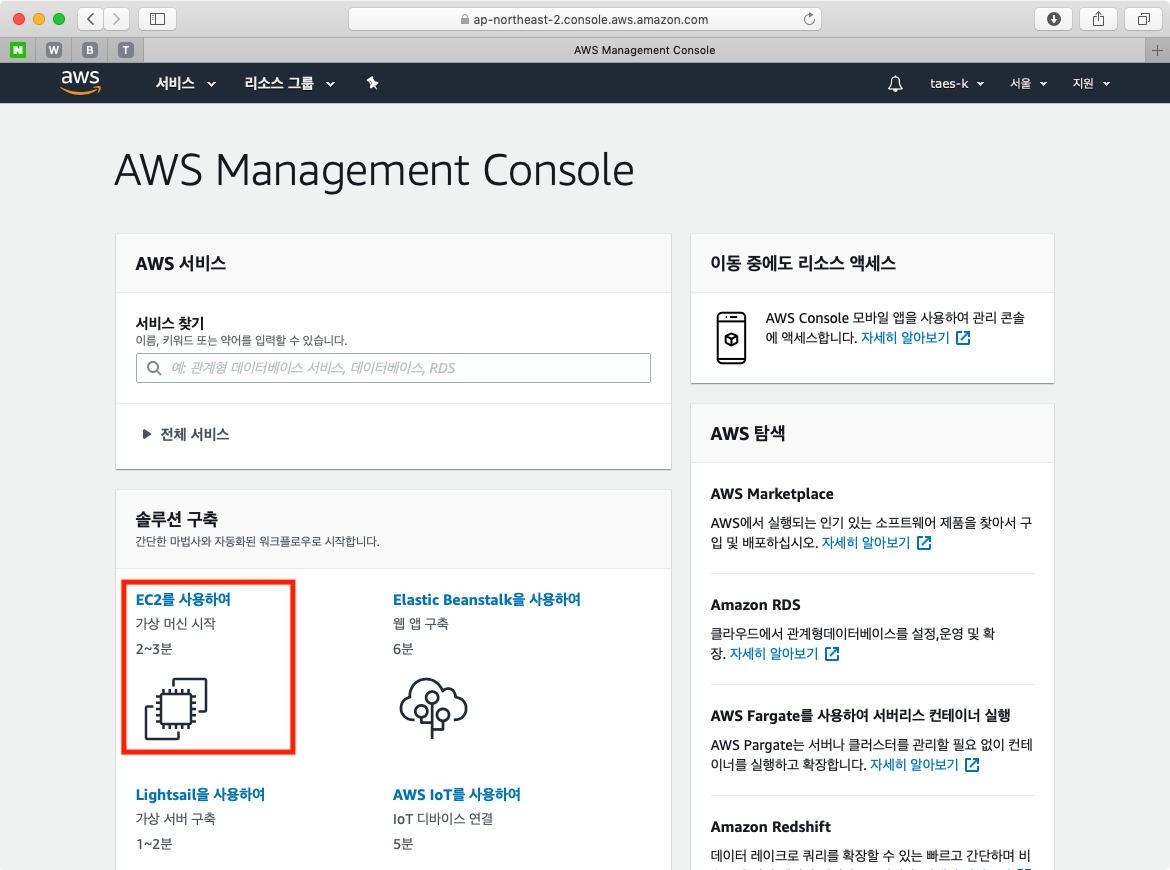 ap-northeast-2.console.aws.amazon.com
N W B T
AWS Management Console
aws 서비스 리소스 그룹 taes-k 서울 지원
AWS Management Console
AWS 서비스
서비스 찾기
이름, 키워드 또는 약어를 입력할 수 있습니다.
예: 관계형 데이터베이스 서비스, 데이터베이스, RDS
전체 서비스
솔루션 구축
간단한 마법사와 자동화된 워크플로우로 시작합니다.
EC2를 사용하여
가상 머신 시작
2~3분
Elastic Beanstalk을 사용하여
웹 앱 구축
6분
Lightsail을 사용하여
가상 서버 구축
1~2분
AWS IoT를 사용하여
IoT 디바이스 연결
5분
이동 중에도 리소스 액세스
AWS Console 모바일 앱을 사용하여 관리 콘솔
에 액세스합니다. 자세히 알아보기
AWS 탐색
AWS Marketplace
AWS에서 실행되는 인기 있는 소프트웨어 제품을 찾아서 구
입 및 배포하십시오. 자세히 알아보기
Amazon RDS
클라우드에서 관계형데이터베이스를 설정,운영 및 확
장. 자세히 알아보기
AWS Fargate를 사용하여 서버리스 컨테이너 실행
AWS Pargate는 서버나 클러스터를 관리할 필요 없이 컨테
이너를 실행하고 확장합니다. 자세히 알아보기
Amazon Redshift
데이터 레이크로 쿼리를 확장할 수 있는 빠르고 간단하며 비